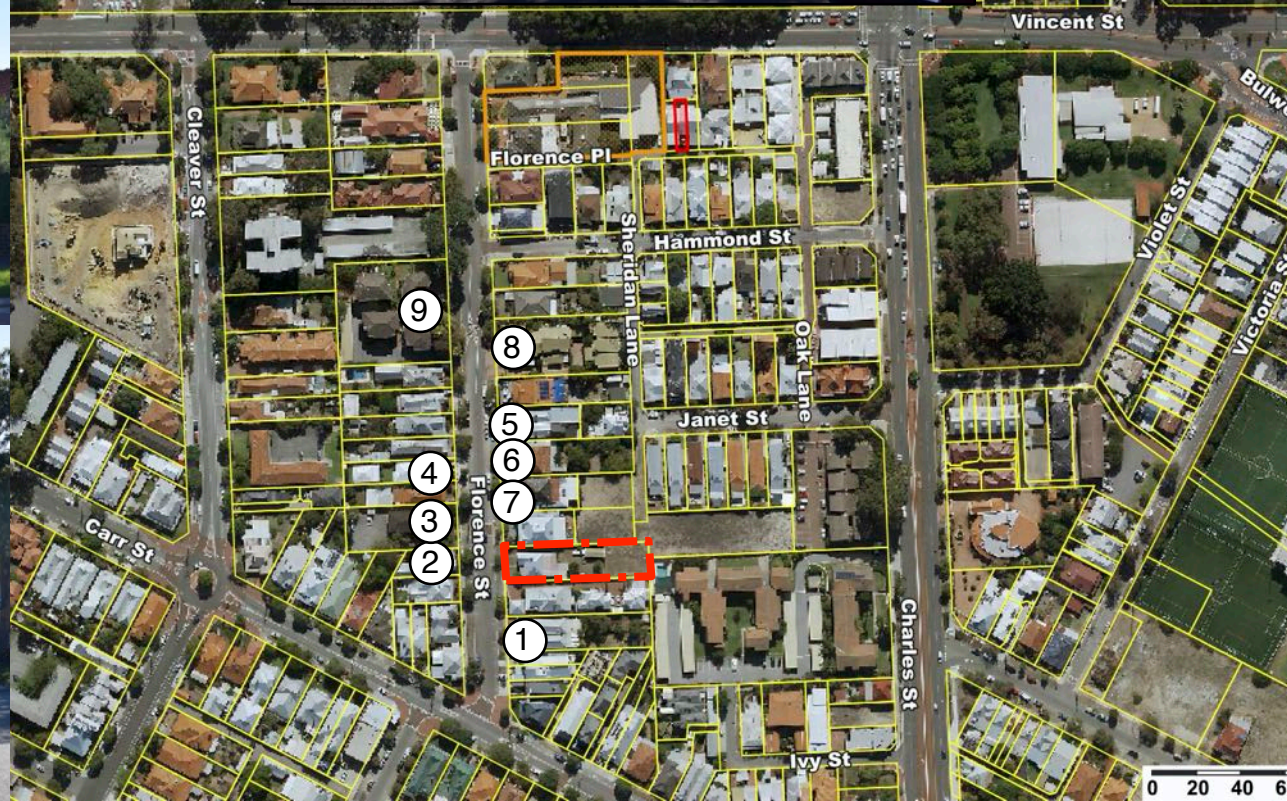 Vincent St
Bulw
Cleaver St
Florence Pl
Sheridan Lane
Hammond St
Violet St
Victoria St
9
8
Oak Lane
5
Janet St
6
4
7
Florence St
3
Carr St
2
1
Charles St
Ivy St
0 20 40